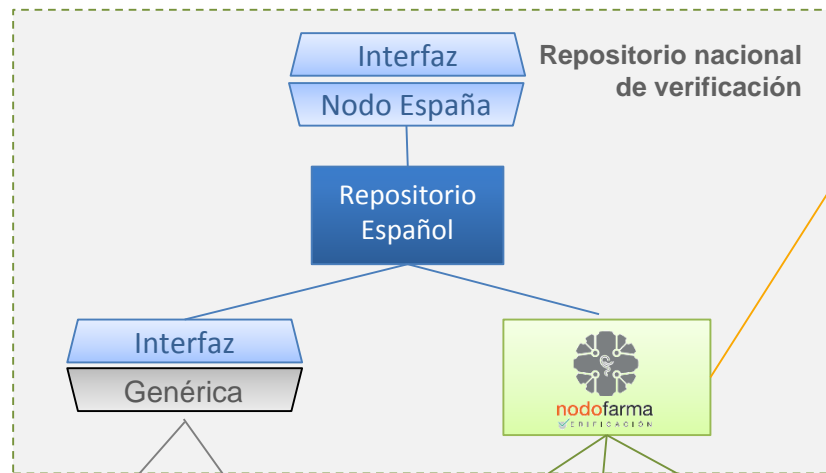 Interfaz
Nodo España
Repositorio nacional
de verificación
Repositorio
Español
Interfaz
Genérica
nodofarma
VERIFICACIÓN